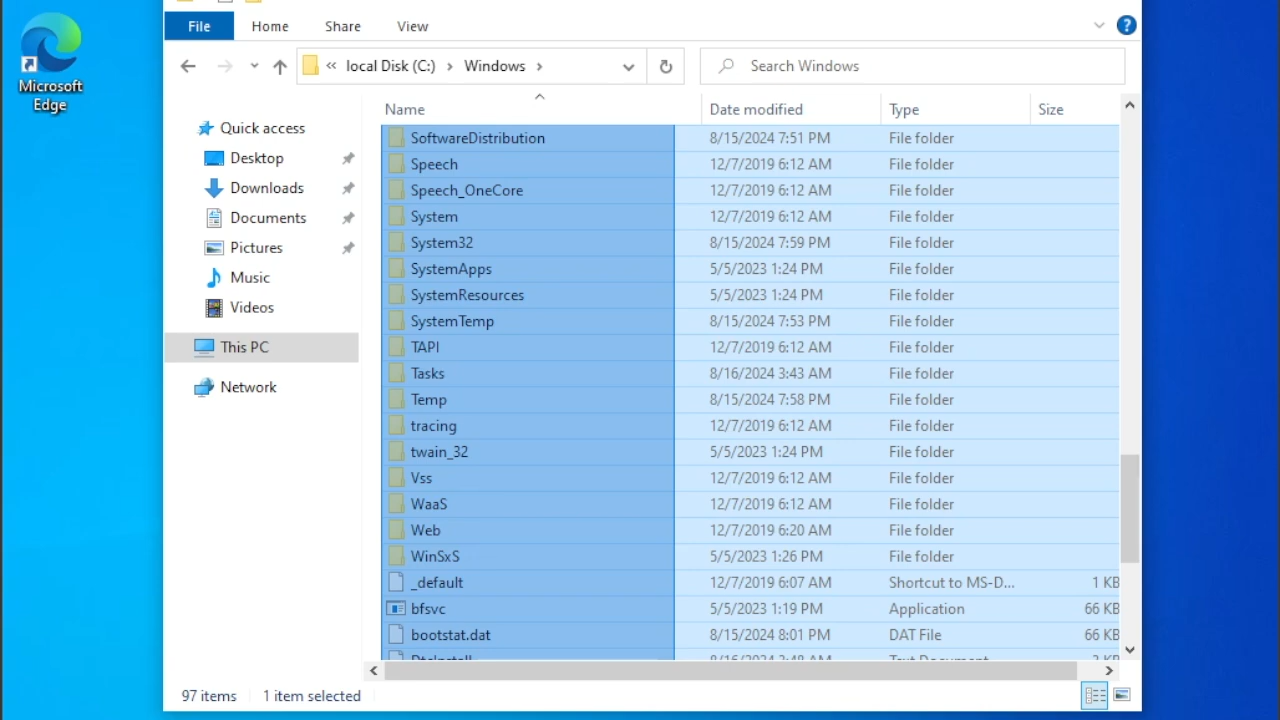 File Home Share View
Microsoft
Edge
« local Disk (C:) › Windows ›
Search Windows
Name Date modified Type Size
Quick access
Desktop
Downloads
Documents
Pictures
Music
Videos
This PC
Network
SoftwareDistribution 8/15/2024 7:51 PM File folder
Speech 12/7/2019 6:12 AM File folder
Speech_OneCore 12/7/2019 6:12 AM File folder
System 12/7/2019 6:12 AM File folder
System32 8/15/2024 7:59 PM File folder
SystemApps 5/5/2023 1:24 PM File folder
SystemResources 5/5/2023 1:24 PM File folder
SystemTemp 8/15/2024 7:53 PM File folder
TAPI 12/7/2019 6:12 AM File folder
Tasks 8/16/2024 3:43 AM File folder
Temp 8/15/2024 7:58 PM File folder
tracing 12/7/2019 6:12 AM File folder
twain_32 5/5/2023 1:24 PM File folder
Vss 12/7/2019 6:12 AM File folder
WaaS 12/7/2019 6:12 AM File folder
Web 12/7/2019 6:20 AM File folder
WinSxS 5/5/2023 1:26 PM File folder
_default 12/7/2019 6:07 AM Shortcut to MS-D... 1 KB
bfsvc 5/5/2023 1:19 PM Application 66 KB
bootstat.dat 8/15/2024 8:01 PM DAT File 66 KB
97 items 1 item selected